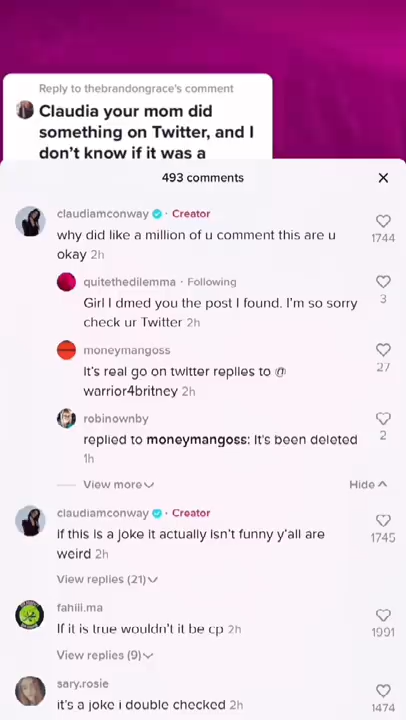 Reply to thebrandongrace's comment
Claudia your mom did
something on Twitter, and I
don't know if it was a
493 comments
claudiamconway · Creator
why did like a million of u comment this are u
okay 2h
1744
quitethedilemma · Following
Girl I dmed you the post I found. I'm so sorry
check ur Twitter 2h
3
moneymangoss
It's real go on twitter replies to @
warrior4britney 2h
27
robinownby
replied to moneymangoss: It's been deleted
1h
2
View more
Hide
claudiamconway · Creator
If this is a joke it actually isn't funny y'all are
weird 2h
1745
View replies (21)
fahiii.ma
If it is true wouldn't it be cp 2h
1991
View replies (9)
sary.rosie
it's a joke i double checked 2h
1474